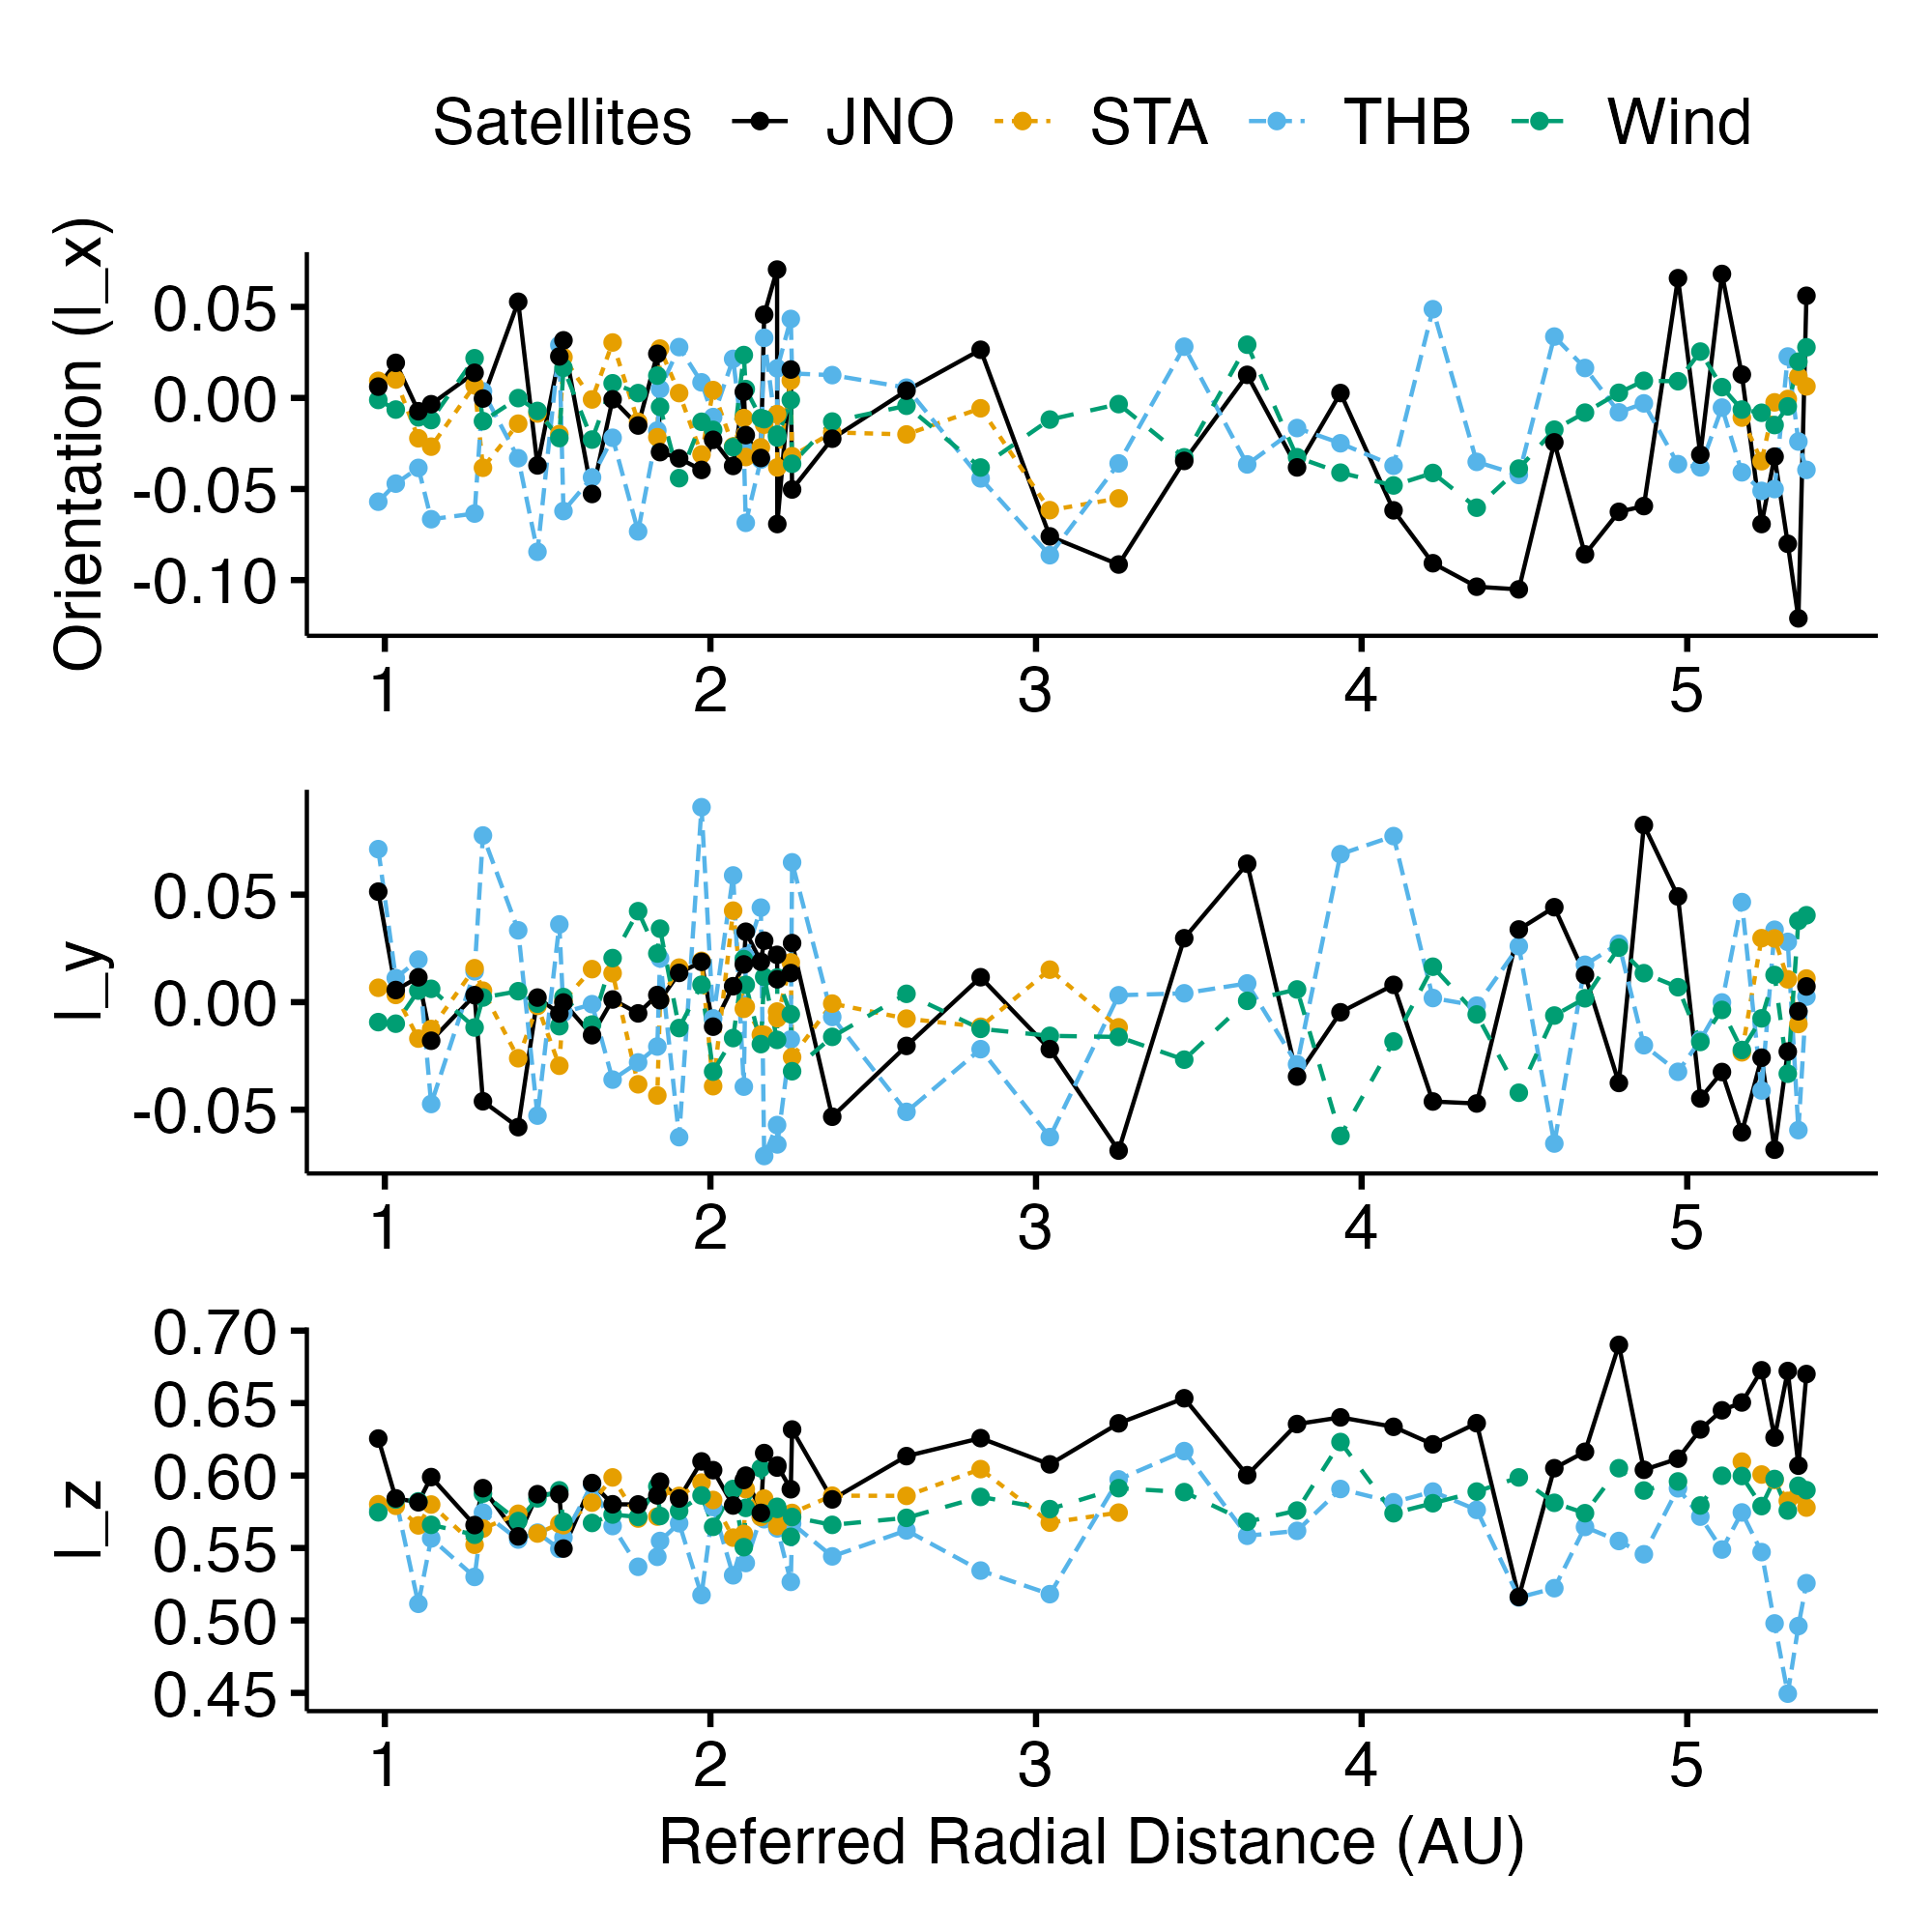 Satellites JNO STA THB Wind
Orientation (l_x)
0.05
0.00
-0.05
-0.10
1 2 3 4 5
l_y
0.05
0.00
-0.05
1 2 3 4 5
l_z
0.70
0.65
0.60
0.55
0.50
0.45
1 2 3 4 5
Referred Radial Distance (AU)